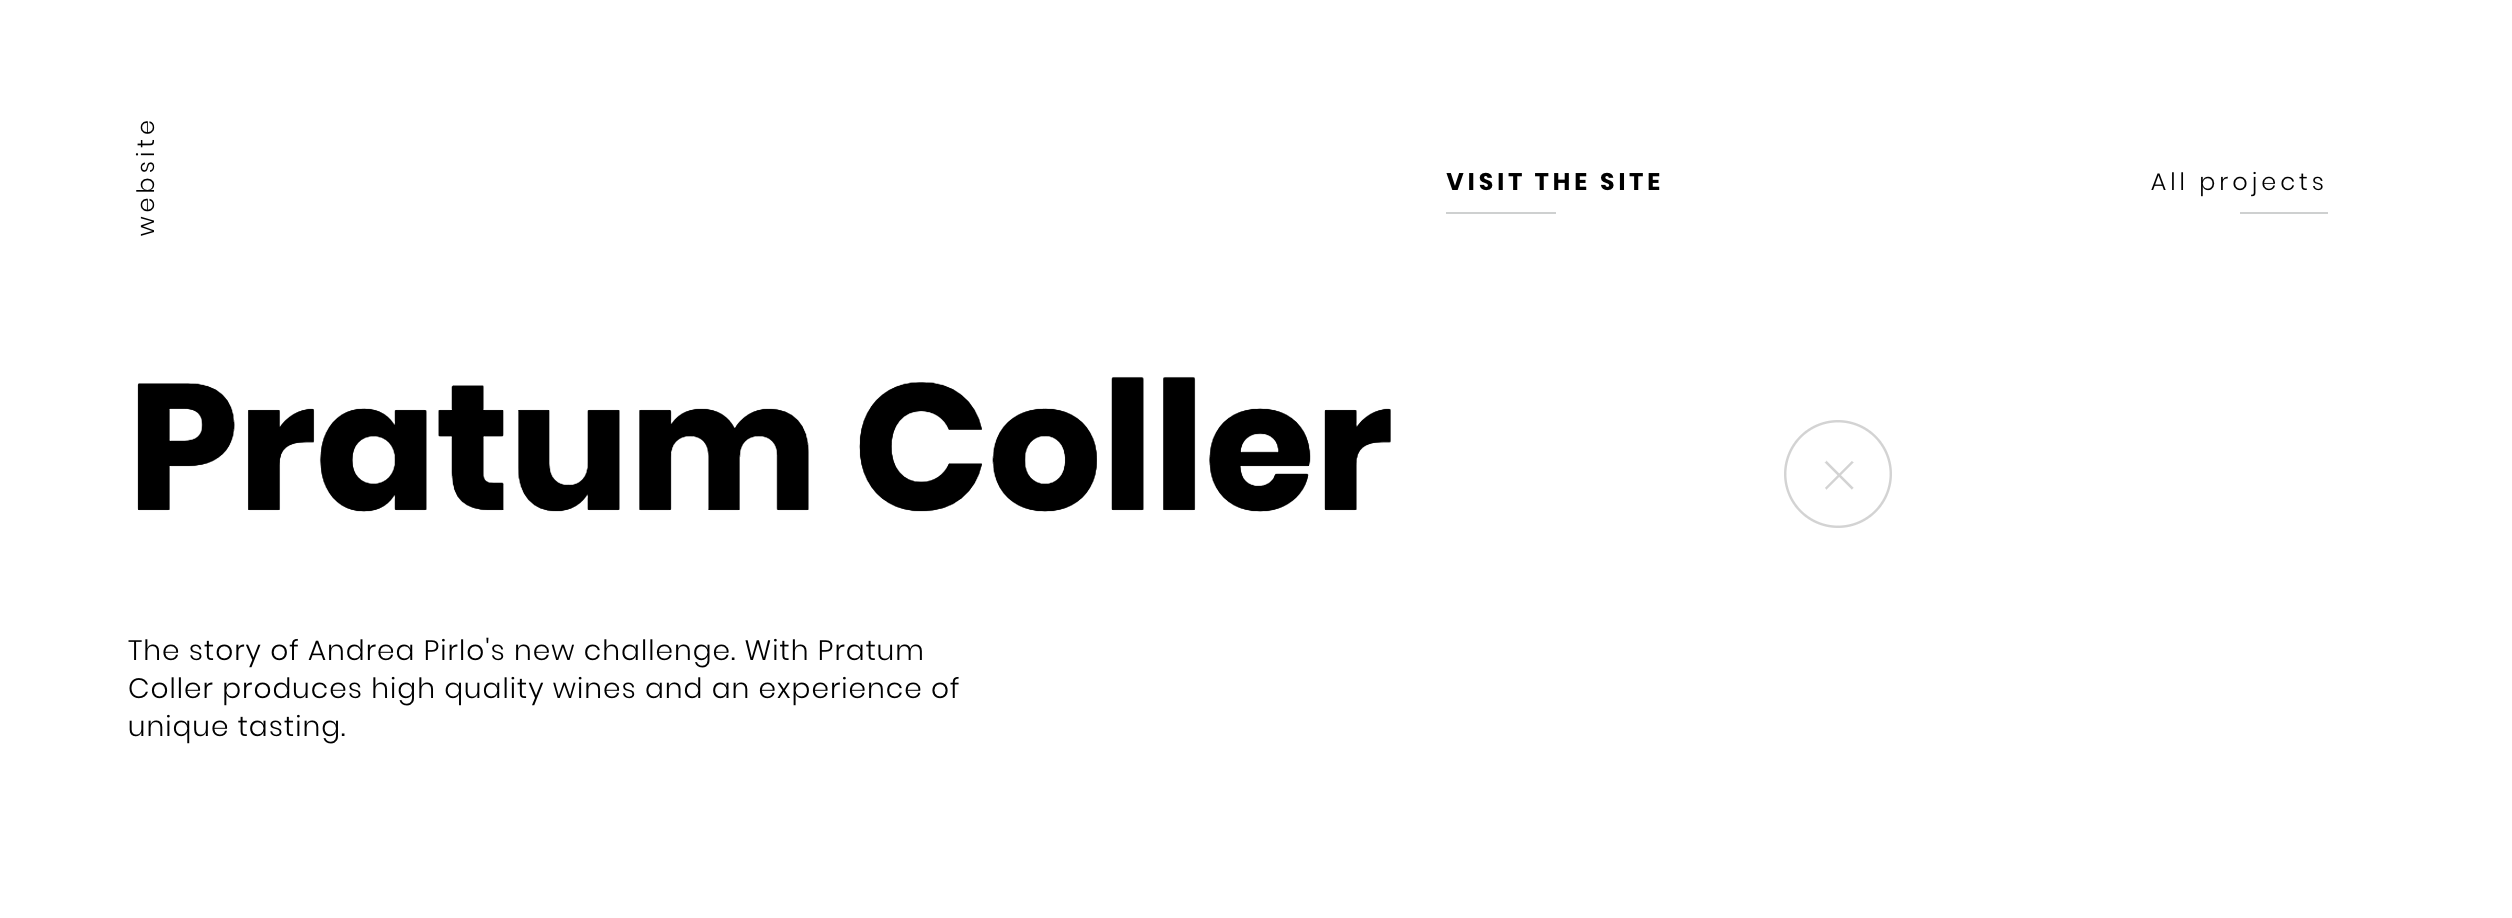 website
VISIT THE SITE
All projects
Pratum Coller
The story of Andrea Pirlo's new challenge. With Pratum
Coller produces high quality wines and an experience of
unique tasting.